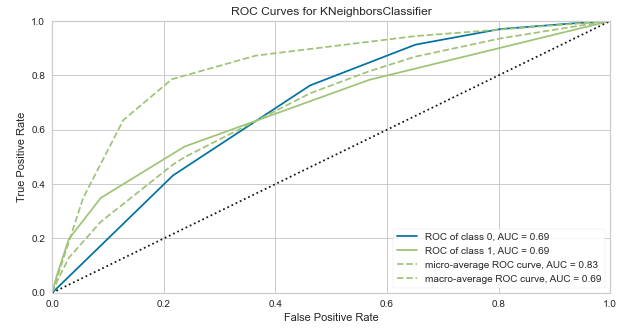 ROC Curves for KNeighborsClassifier
True Positive Rate
1.0
0.8
0.6
0.4
0.2
0.0
ROC of class 0, AUC = 0.69
ROC of class 1, AUC = 0.69
micro-average ROC curve, AUC = 0.83
macro-average ROC curve, AUC = 0.69
0.0 0.2 0.4 0.6 0.8 1.0
False Positive Rate